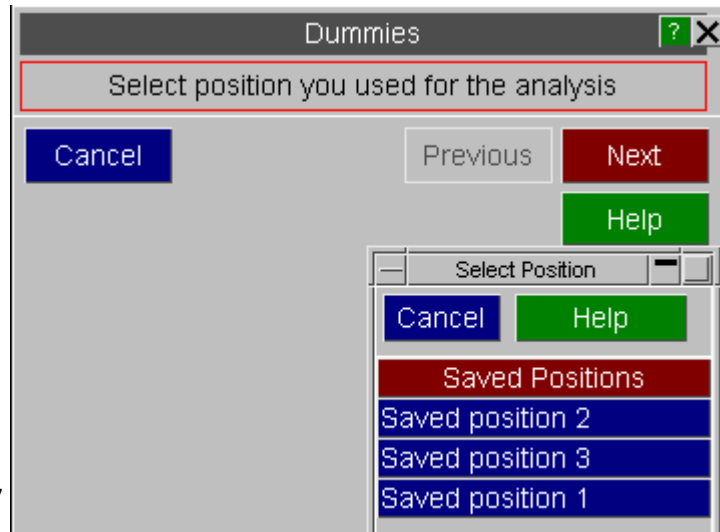 Dummies ?
Select position you used for the analysis
Cancel Previous Next
Help
Select Position
Cancel Help
Saved Positions
Saved position 2
Saved position 3
Saved position 1